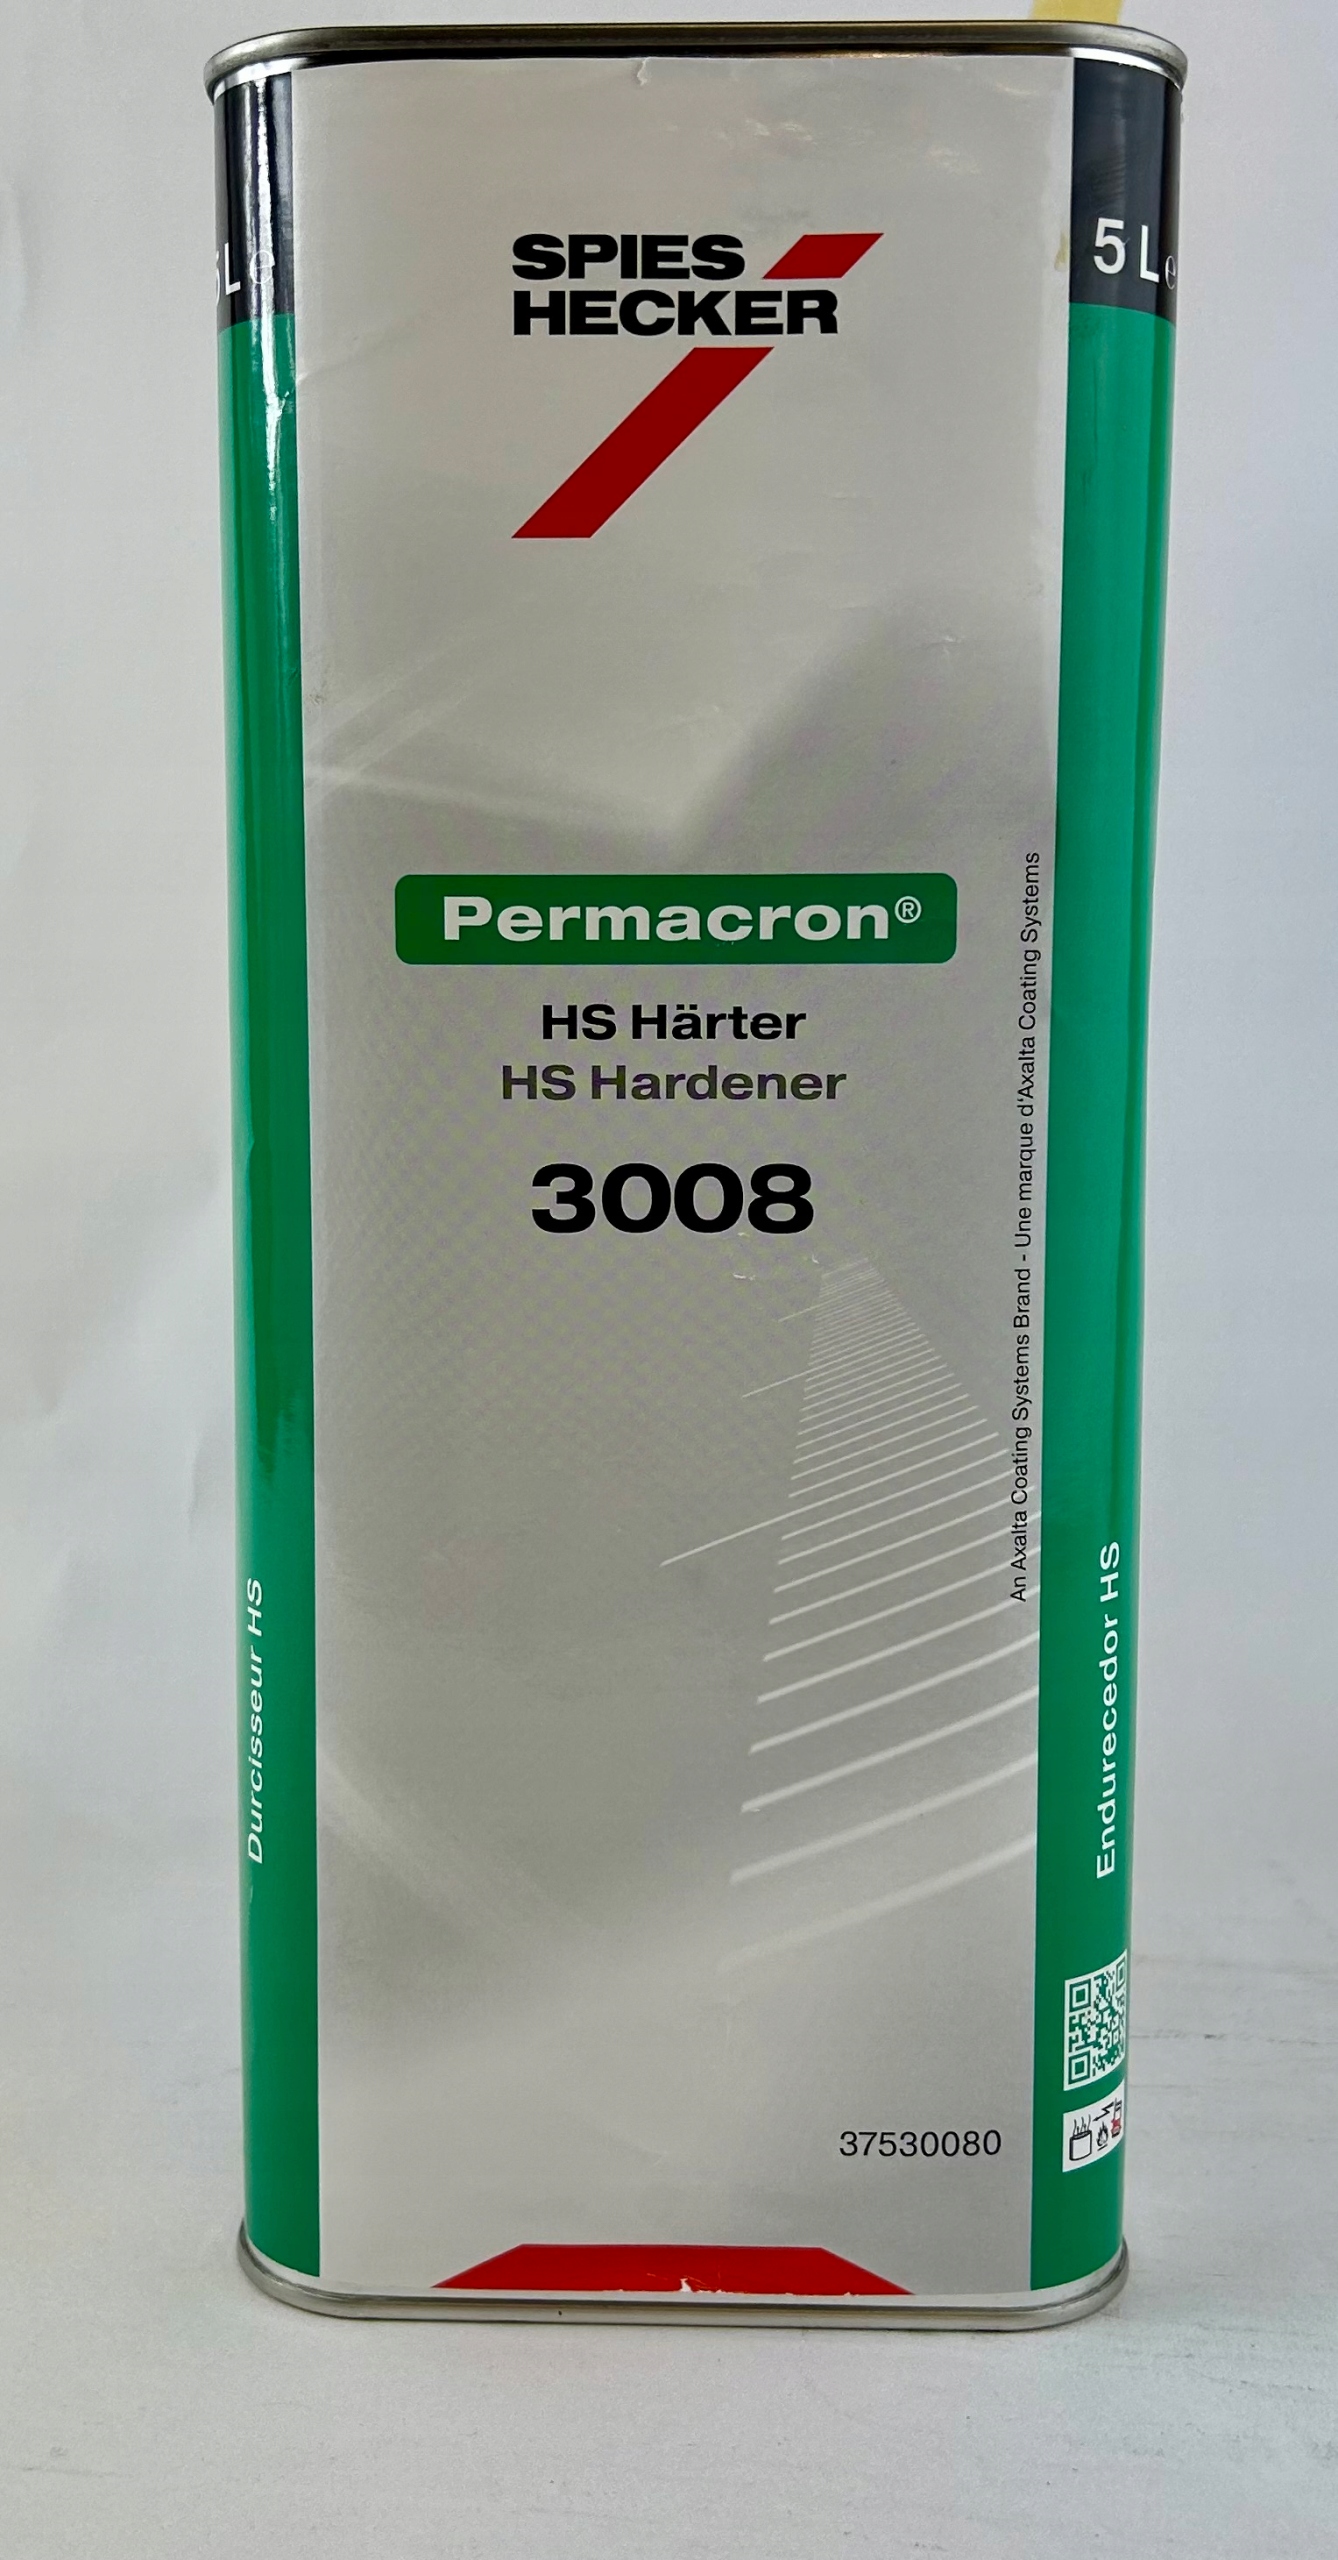 SPIES
HECKER
5L e
5 L e
Permacron®
HS Härter
HS Hardener
3008
An Axalta Coating Systems Brand - Une marque d'Axalta Coating Systems
Durcisseur HS
Endurecedor HS
37530080